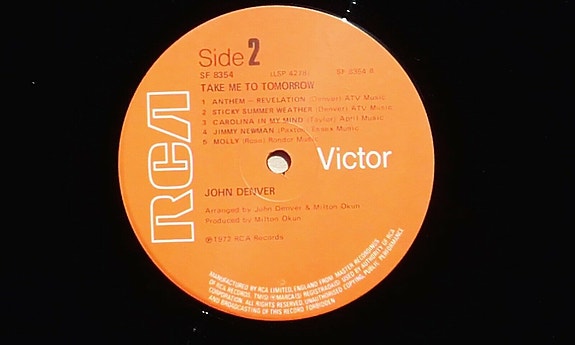 Side 2
SF 8354 (LSP 4278) SF 8354 B
TAKE ME TO TOMORROW
1 ANTHEM – REVELATION (Denver) ATV Music
2 STICKY SUMMER WEATHER (Denver) ATV Music
3 CAROLINA IN MY MIND (Taylor) April Music
4 JIMMY NEWMAN (Paxton) Essex Music
5 MOLLY (Rose) Rondor Music
RCA
Victor
JOHN DENVER
Arranged by John Denver & Milton Okun
Produced by Milton Okun
℗1972 RCA Records
MANUFACTURED BY RCA LIMITED, ENGLAND FROM MASTER RECORDINGS
OF RCA RECORDS. TM(S) ® MARCA(S) REGISTRADA(S) USED BY AUTHORITY OF RCA
CORPORATION. ALL RIGHTS RESERVED. UNAUTHORISED COPYING, PUBLIC PERFORMANCE
AND BROADCASTING OF THIS RECORD FORBIDDEN